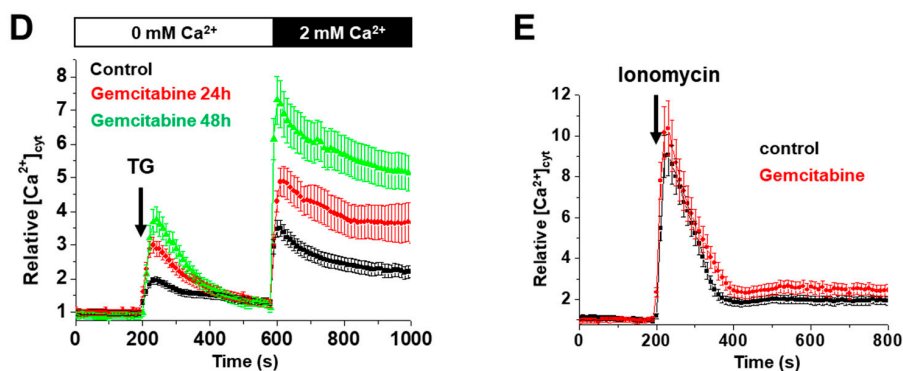 D
0 mM Ca²⁺ 2 mM Ca²⁺
Control
Gemcitabine 24h
Gemcitabine 48h
TG
Relative [Ca²⁺]cyt
8
7
6
5
4
3
2
1
0 200 400 600 800 1000
Time (s)
E
Ionomycin
control
Gemcitabine
Relative [Ca²⁺]cyt
12
10
8
6
4
2
0 200 400 600 800
Time (s)